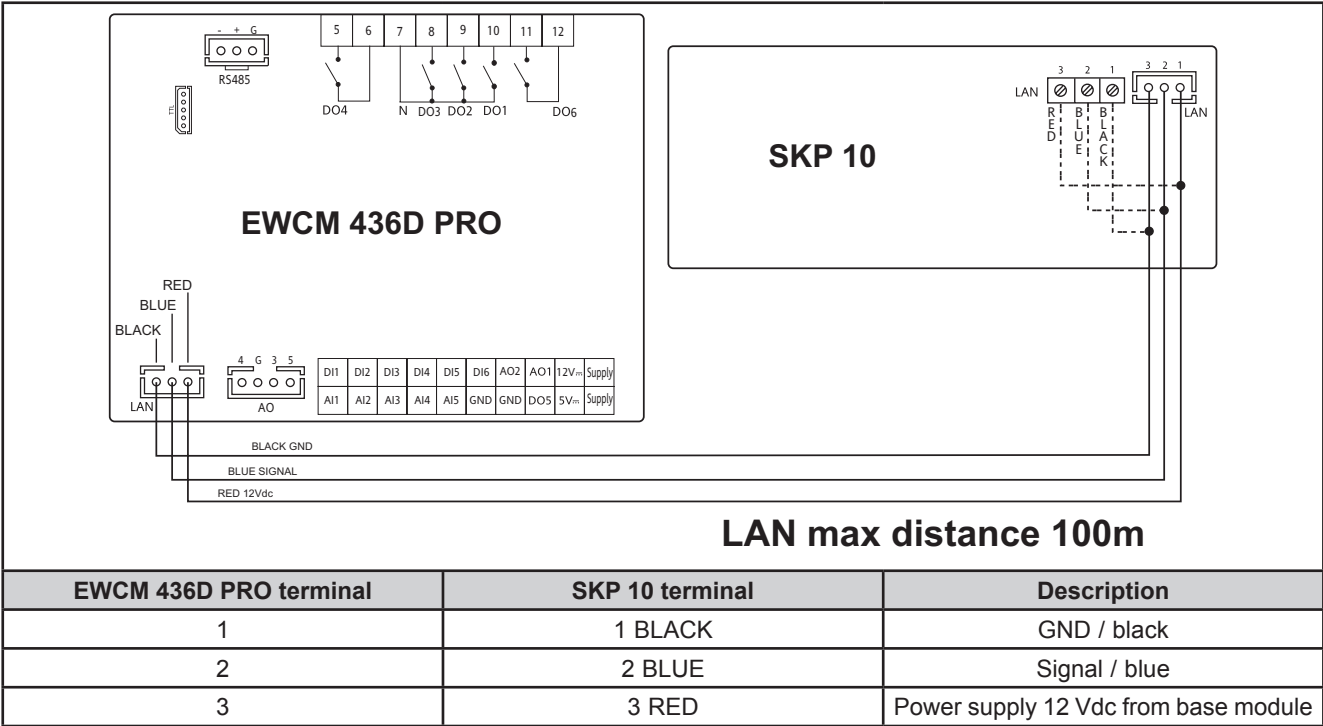 - + G
RS485
TTL
5 6 7 8 9 10 11 12
DO4 N DO3 DO2 DO1 DO6
EWCM 436D PRO
RED
BLUE
BLACK
LAN
4 G 3 5
AO
DI1 DI2 DI3 DI4 DI5 DI6 AO2 AO1 12V Supply
AI1 AI2 AI3 AI4 AI5 GND GND DO5 5V Supply
SKP 10
3 2 1
LAN
RED
BLUE
BLACK
3 2 1
LAN
BLACK GND
BLUE SIGNAL
RED 12Vdc
LAN max distance 100m
EWCM 436D PRO terminal SKP 10 terminal Description
1 1 BLACK GND / black
2 2 BLUE Signal / blue
3 3 RED Power supply 12 Vdc from base module